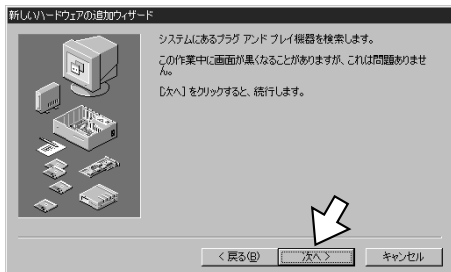 新しいハードウェアの追加ウィザード
システムにあるプラグ アンド プレイ機器を検索します。
この作業中に画面が黒くなることがありますが、これは問題ありませ
ん。
[次へ] をクリックすると、続行します。
< 戻る(B)
次へ >
キャンセル